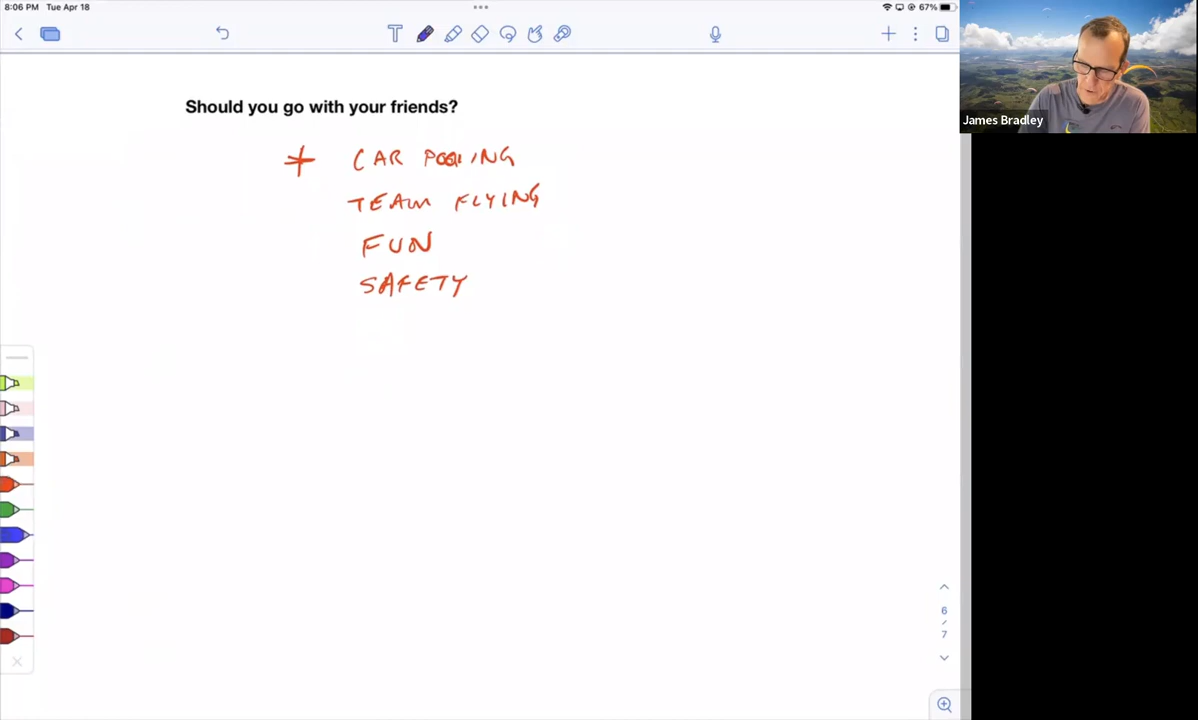 8:06 PM Tue Apr 18
67%
James Bradley
Should you go with your friends?
+ CAR POOLING
TEAM FLYING
FUN
SAFETY
6
/
7